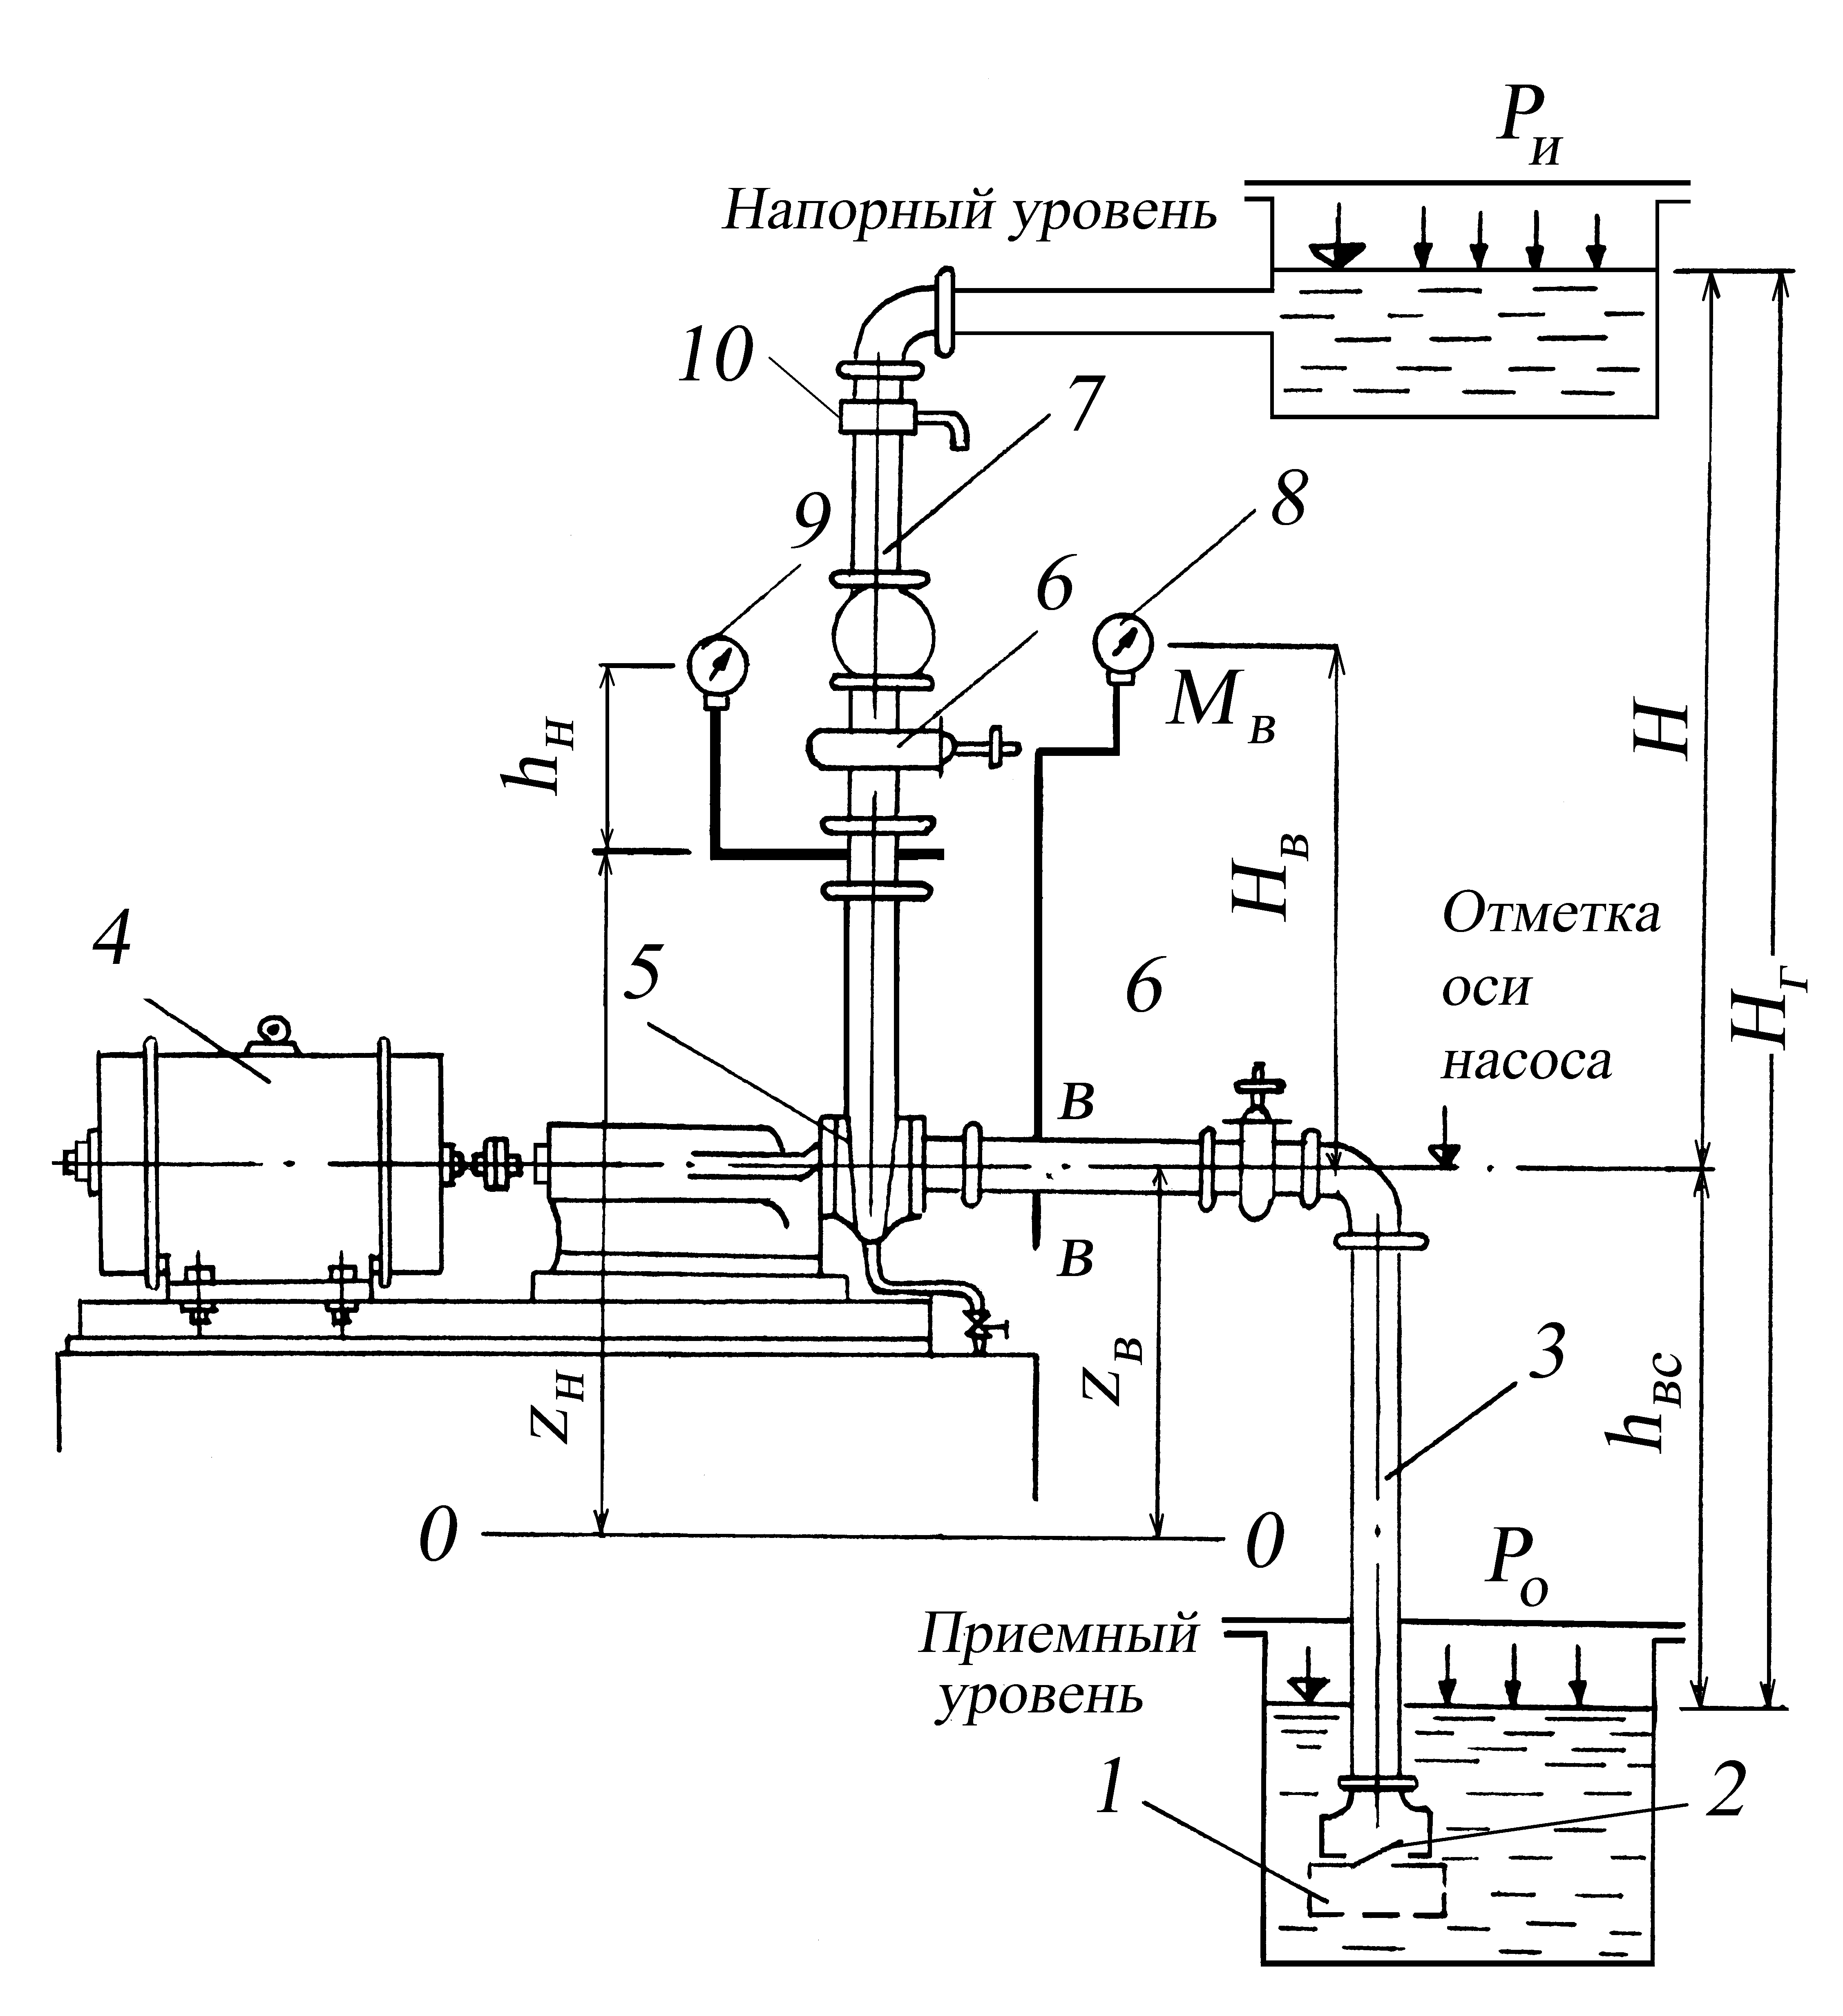 Pи
Напорный уровень
10
7
9
8
6
Mв
hн
H
Hв
Отметка
оси
насоса
4
5
6
Hг
в
в
3
zн
zв
hвс
0
0
Pо
Приемный
уровень
1
2